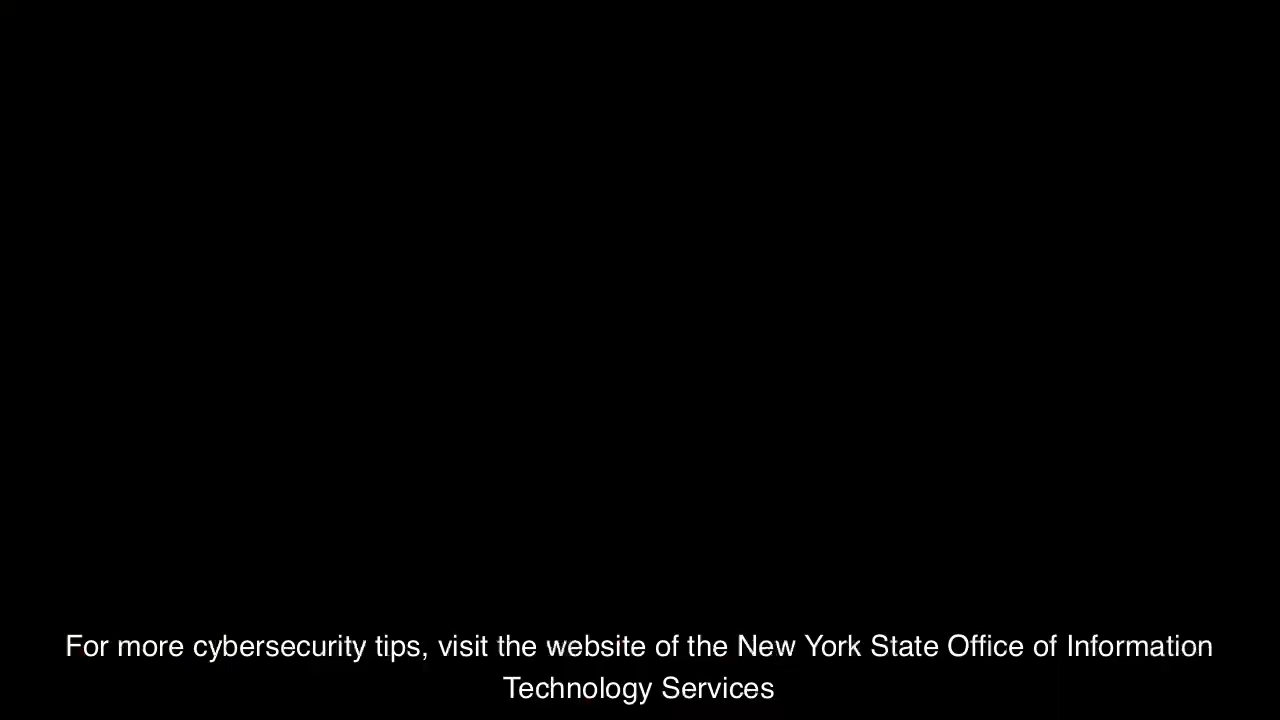 For more cybersecurity tips, visit the website of the New York State Office of Information
Technology Services